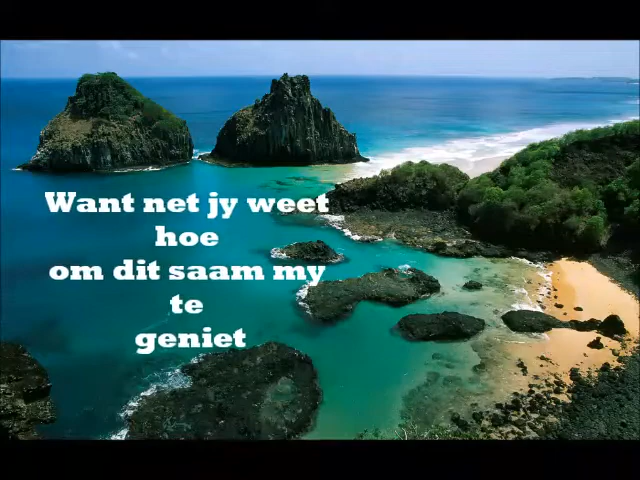 Want net jy weet
hoe
om dit saam my
te
geniet